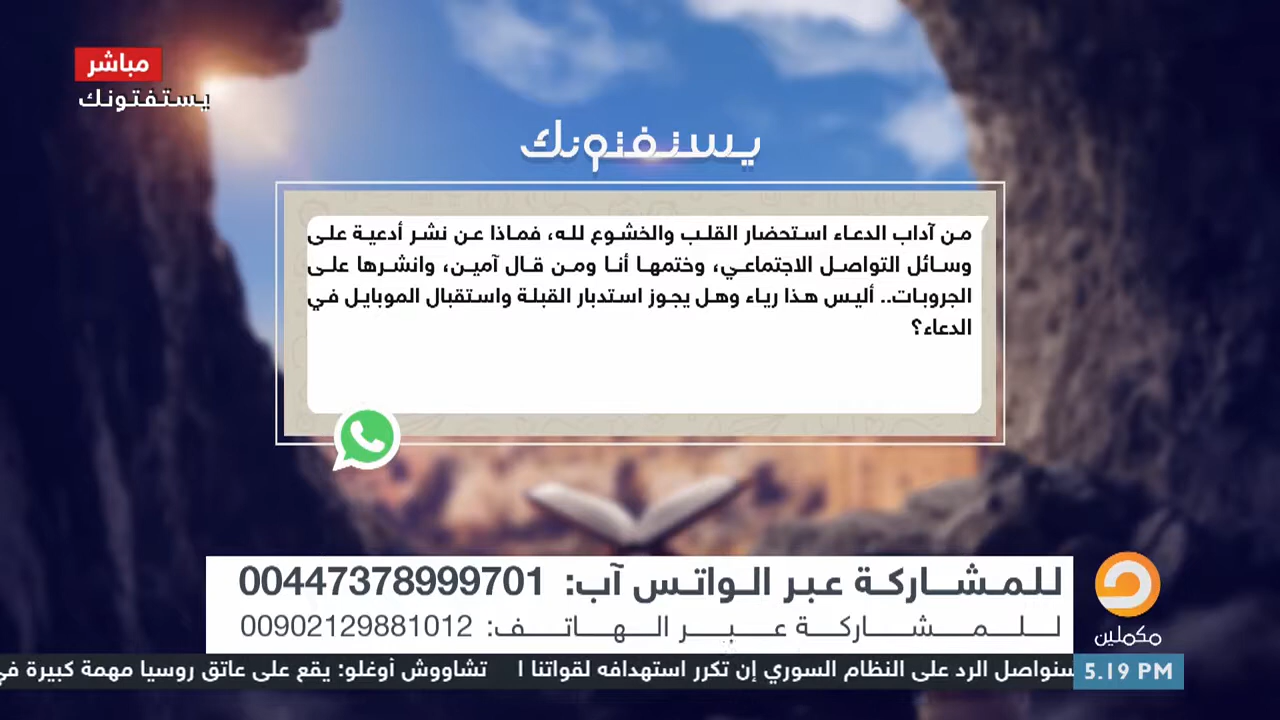 مباشر
يستفتونك
يستفتونك
من آداب الدعاء استحضار القلب والخشوع لله، فماذا عن نشر أدعية على
وسائل التواصل الاجتماعي، وختمها أنا ومن قال آمين، وانشرها على
الجروبات.. أليس هذا رياء وهل يجوز استدبار القبلة واستقبال الموبايل في
الدعاء؟
للمشاركة عبر الواتس آب: 00447378999701
للمشاركة عبر الهاتف: 00902129881012
مكملين
سنواصل الرد على النظام السوري إن تكرر استهدافه لقواتنا ا تشاووش أوغلو: يقع على عاتق روسيا مهمة كبيرة في
5.19 PM